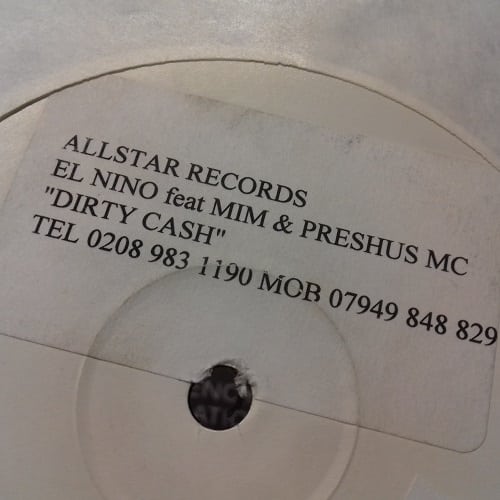 ALLSTAR RECORDS
EL NINO feat MIM & PRESHUS MC
"DIRTY CASH"
TEL 0208 983 1190 MOB 07949 848 829